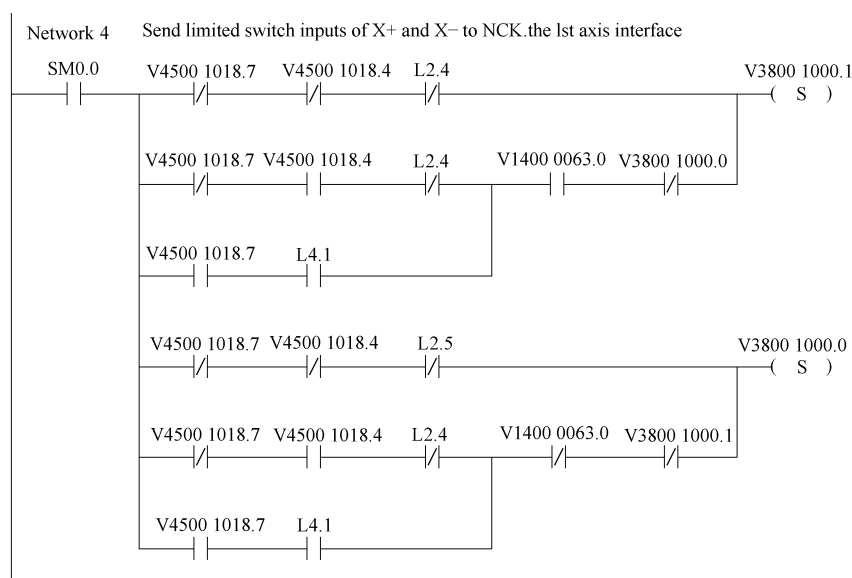 Network 4 Send limited switch inputs of X+ and X− to NCK.the lst axis interface
SM0.0 V4500 1018.7 V4500 1018.4 L2.4 V3800 1000.1
( S )
V4500 1018.7 V4500 1018.4 L2.4 V1400 0063.0 V3800 1000.0
V4500 1018.7 L4.1
V4500 1018.7 V4500 1018.4 L2.5 V3800 1000.0
( S )
V4500 1018.7 V4500 1018.4 L2.4 V1400 0063.0 V3800 1000.1
V4500 1018.7 L4.1